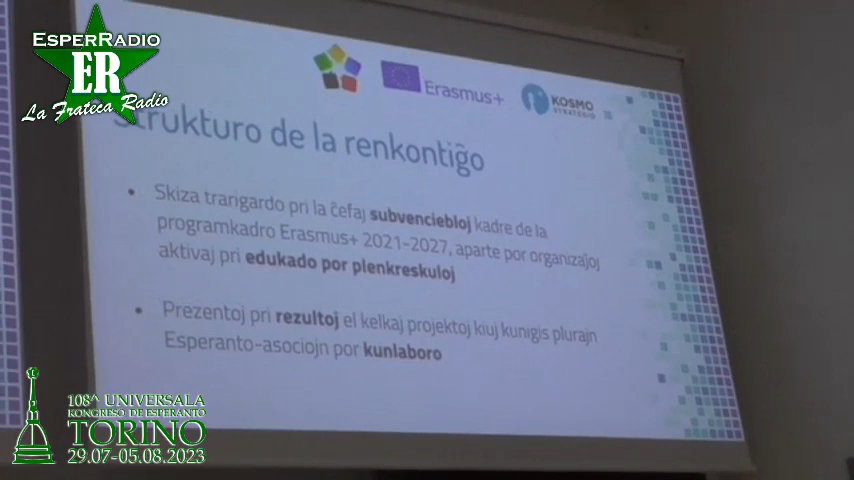 EsperRadio
ER
La Frateca Radio
Erasmus+
KOSMO
STRATEGIO
Strukturo de la renkontiĝo
• Skiza trarigardo pri la ĉefaj subvenciebloj kadre de la
programkadro Erasmus+ 2021-2027, aparte por organizaĵoj
aktivaj pri edukado por plenkreskuloj
• Prezentoj pri rezultoj el kelkaj projektoj kiuj kunigis plurajn
Esperanto-asociojn por kunlaboro
108^ UNIVERSALA
KONGRESO DE ESPERANTO
TORINO
29.07-05.08.2023